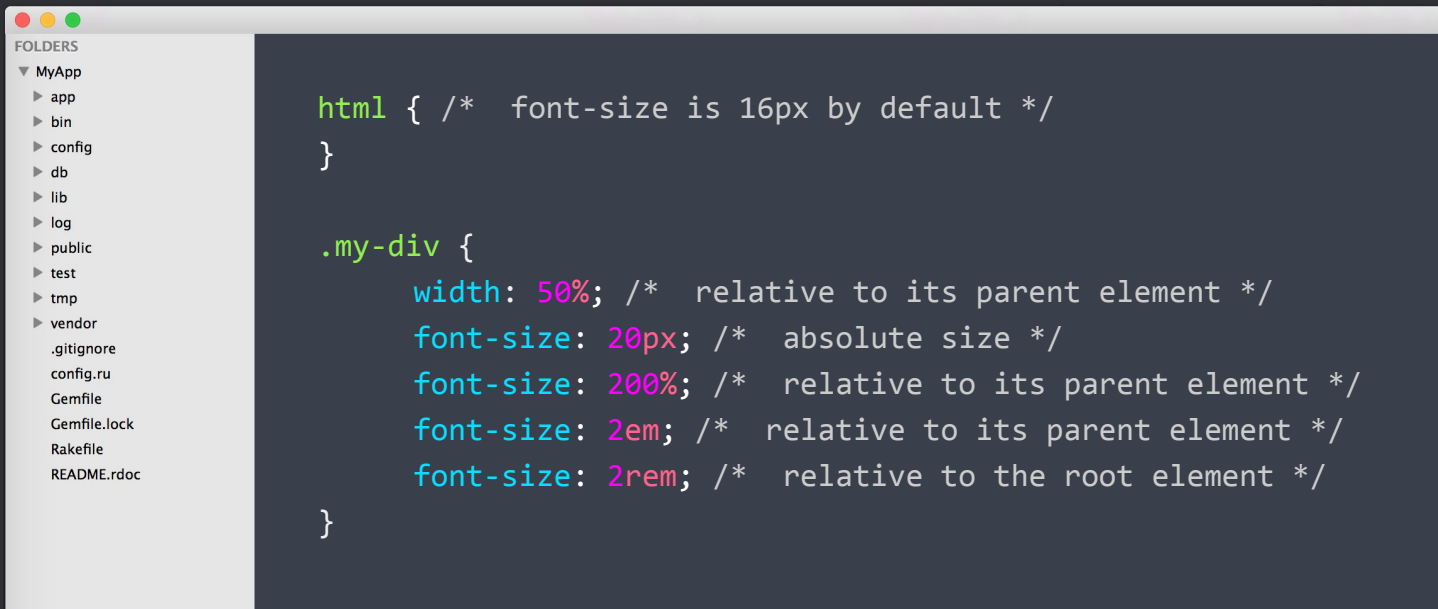 FOLDERS
MyApp
app
bin
config
db
lib
log
public
test
tmp
vendor
.gitignore
config.ru
Gemfile
Gemfile.lock
Rakefile
README.rdoc
html { /*  font-size is 16px by default */
}
.my-div {
width: 50%; /*  relative to its parent element */
font-size: 20px; /*  absolute size */
font-size: 200%; /*  relative to its parent element */
font-size: 2em; /*  relative to its parent element */
font-size: 2rem; /*  relative to the root element */
}